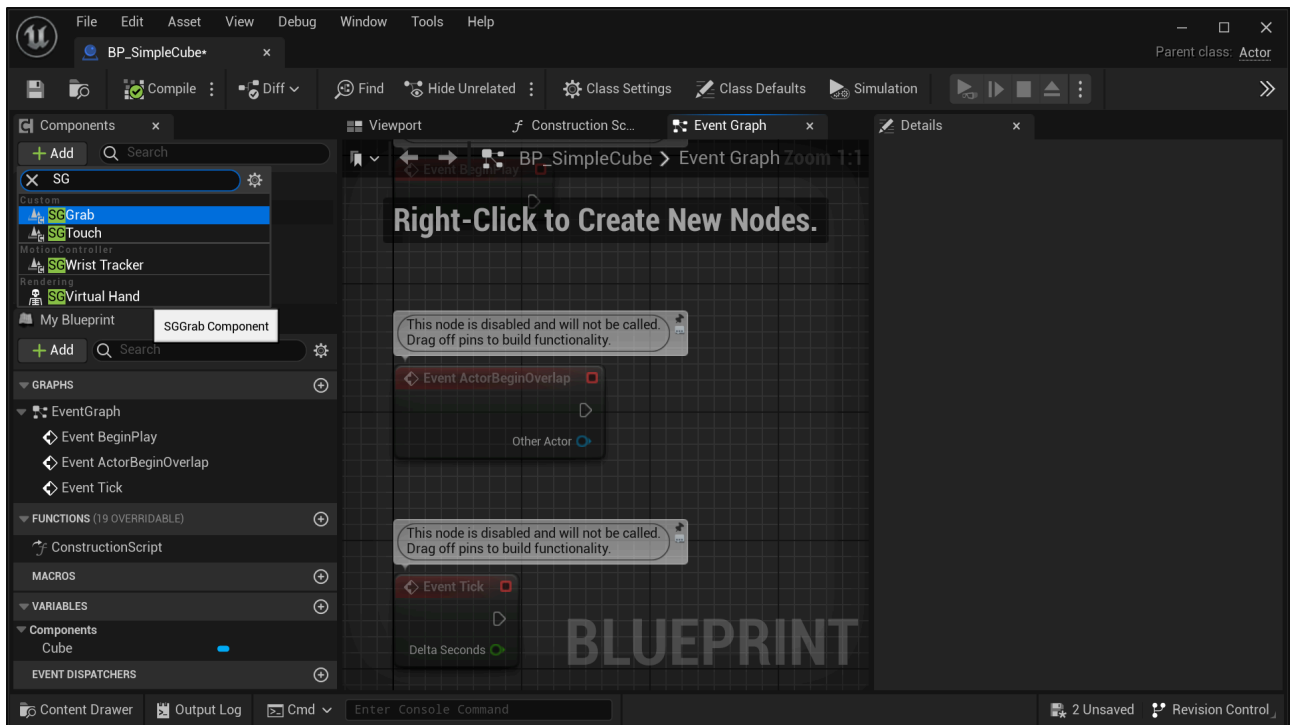 File Edit Asset View Debug Window Tools Help
BP_SimpleCube*
Parent class: Actor
Compile Diff Find Hide Unrelated Class Settings Class Defaults Simulation
Components
Viewport Construction Sc... Event Graph Details
Add Search
BP_SimpleCube > Event Graph Zoom 1:1
Event BeginPlay
SG
Custom
SGGrab
SGTouch
MotionController
SGWrist Tracker
Rendering
SGVirtual Hand
SGGrab Component
Right-Click to Create New Nodes.
My Blueprint
Add Search
GRAPHS
EventGraph
Event BeginPlay
Event ActorBeginOverlap
Event Tick
FUNCTIONS (19 OVERRIDABLE)
ConstructionScript
MACROS
VARIABLES
Components
Cube
EVENT DISPATCHERS
This node is disabled and will not be called.
Drag off pins to build functionality.
Event ActorBeginOverlap
Other Actor
This node is disabled and will not be called.
Drag off pins to build functionality.
Event Tick
Delta Seconds
BLUEPRINT
Content Drawer Output Log Cmd Enter Console Command 2 Unsaved Revision Control